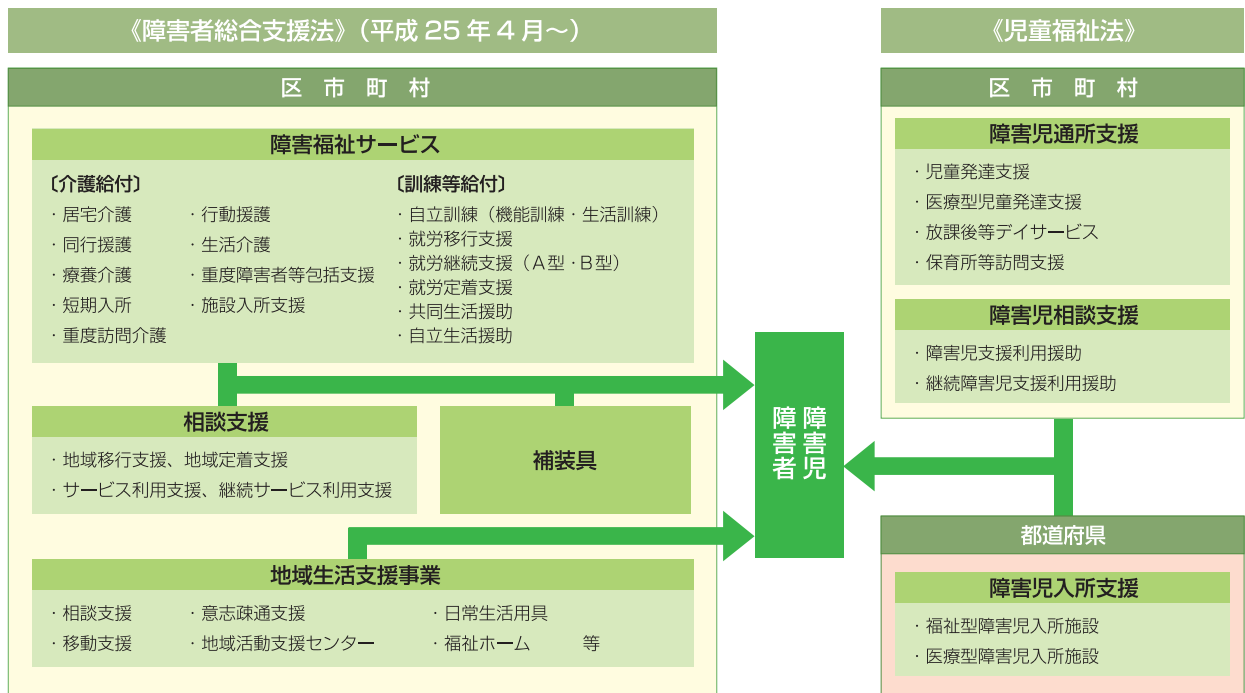 《障害者総合支援法》（平成 25 年 4 月～）
区 市 町 村
障害福祉サービス
〔介護給付〕
・居宅介護
・同行援護
・療養介護
・短期入所
・重度訪問介護
・行動援護
・生活介護
・重度障害者等包括支援
・施設入所支援
〔訓練等給付〕
・自立訓練（機能訓練・生活訓練）
・就労移行支援
・就労継続支援（Ａ型・Ｂ型）
・就労定着支援
・共同生活援助
・自立生活援助
相談支援
・地域移行支援、地域定着支援
・サービス利用支援、継続サービス利用支援
補装具
地域生活支援事業
・相談支援
・意志疎通支援
・日常生活用具
・移動支援
・地域活動支援センター
・福祉ホーム 等
障害児
障害者
《児童福祉法》
区 市 町 村
障害児通所支援
・児童発達支援
・医療型児童発達支援
・放課後等デイサービス
・保育所等訪問支援
障害児相談支援
・障害児支援利用援助
・継続障害児支援利用援助
都道府県
障害児入所支援
・福祉型障害児入所施設
・医療型障害児入所施設